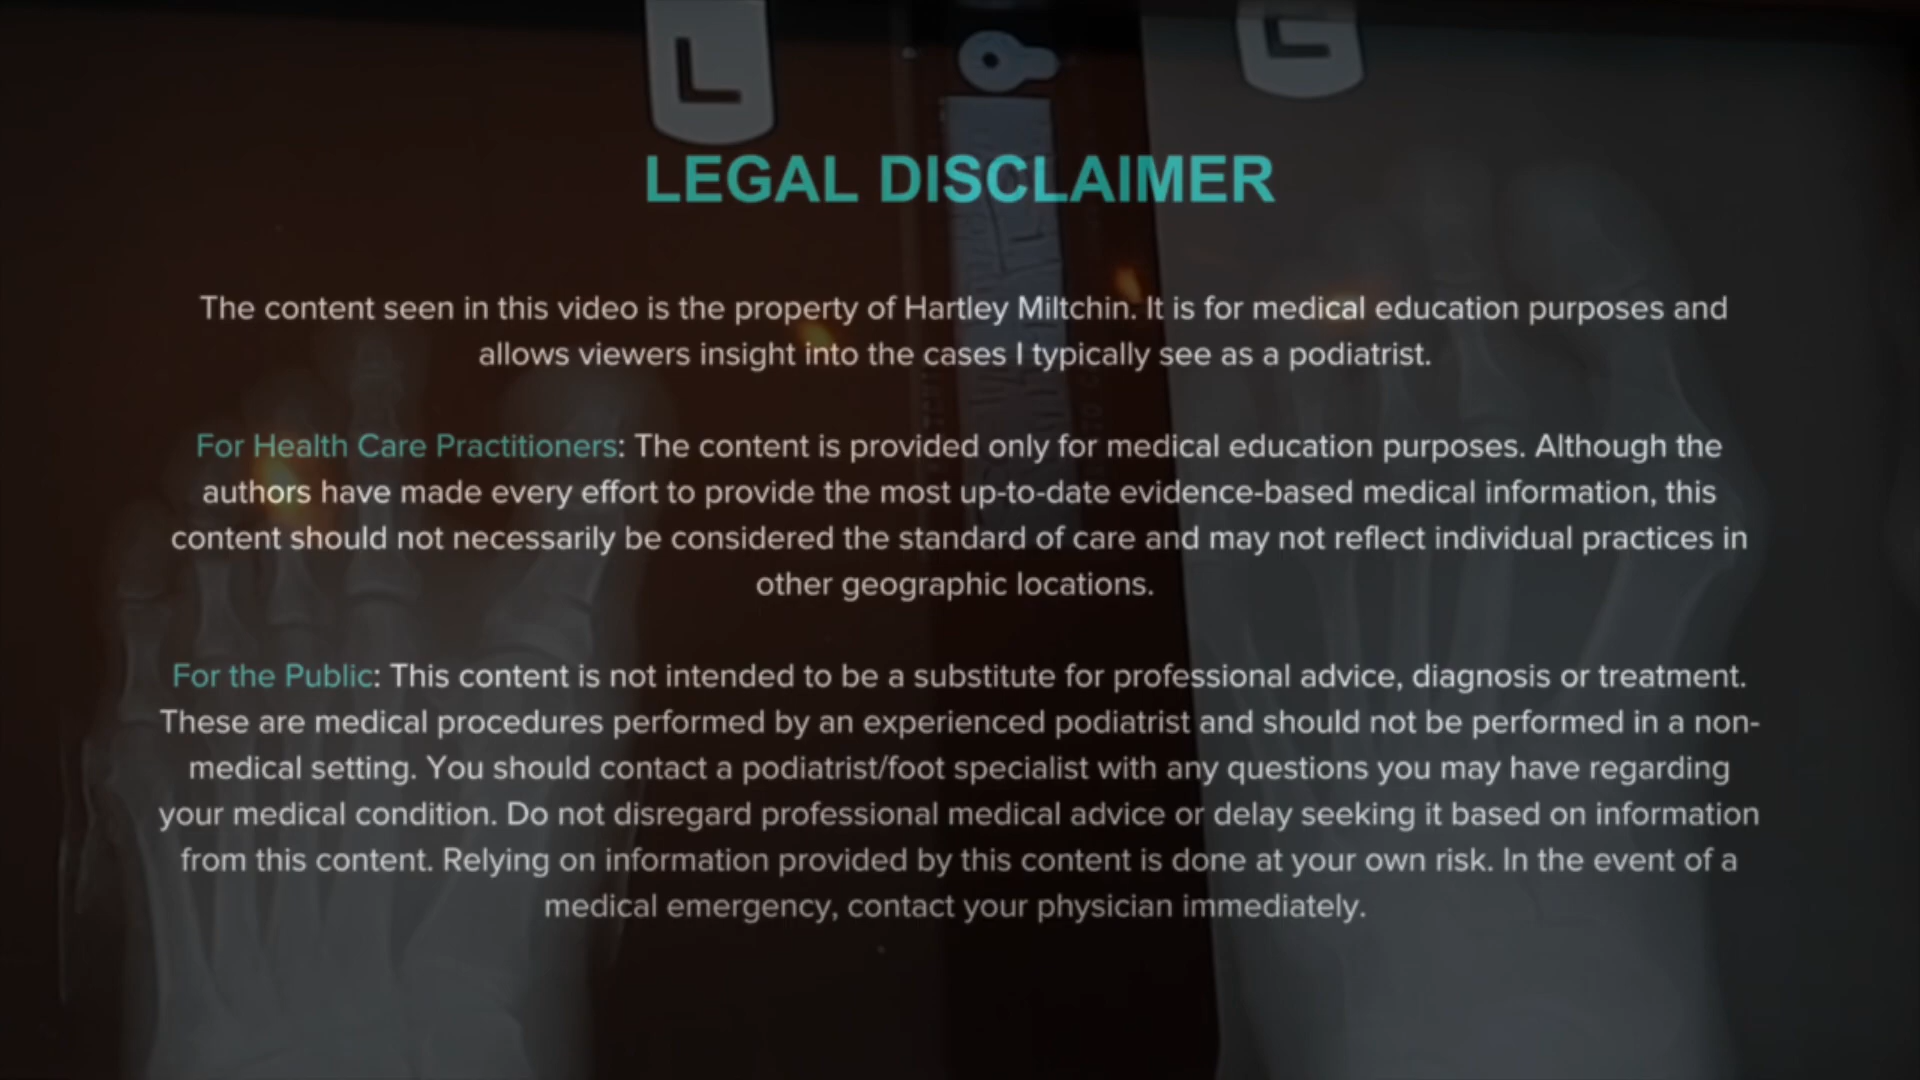 L
L
LEGAL DISCLAIMER
The content seen in this video is the property of Hartley Miltchin. It is for medical education purposes and
allows viewers insight into the cases I typically see as a podiatrist.
For Health Care Practitioners: The content is provided only for medical education purposes. Although the
authors have made every effort to provide the most up-to-date evidence-based medical information, this
content should not necessarily be considered the standard of care and may not reflect individual practices in
other geographic locations.
For the Public: This content is not intended to be a substitute for professional advice, diagnosis or treatment.
These are medical procedures performed by an experienced podiatrist and should not be performed in a non-
medical setting. You should contact a podiatrist/foot specialist with any questions you may have regarding
your medical condition. Do not disregard professional medical advice or delay seeking it based on information
from this content. Relying on information provided by this content is done at your own risk. In the event of a
medical emergency, contact your physician immediately.